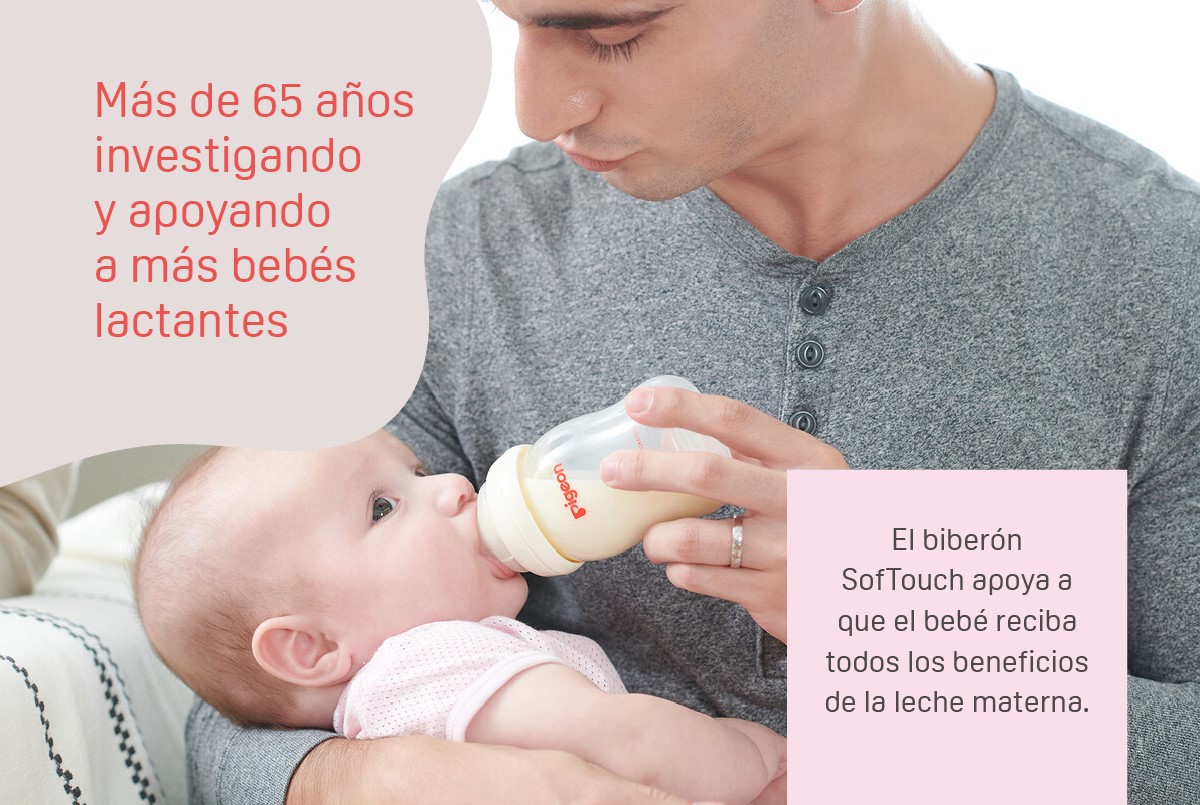 Más de 65 años
investigando
y apoyando
a más bebés
lactantes
Pigeon
El biberón
SofTouch apoya a
que el bebé reciba
todos los beneficios
de la leche materna.